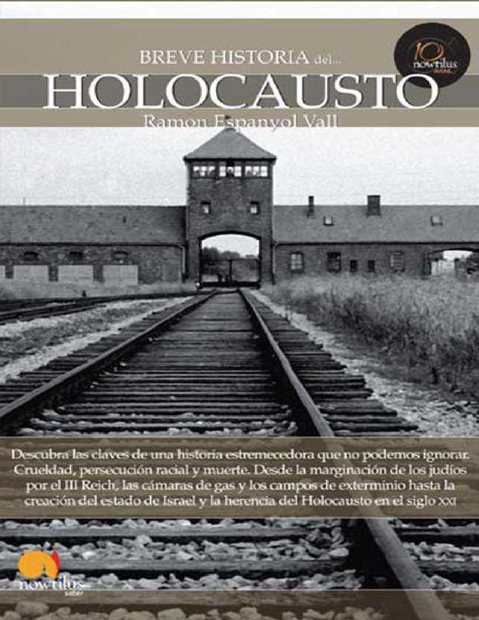 BREVE HISTORIA del...
HOLOCAUSTO
Ramon Espanyol Vall
10
nowtilus
saber
Descubra las claves de una historia estremecedora que no podemos ignorar.
Crueldad, persecución racial y muerte. Desde la marginación de los judíos
por el III Reich, las cámaras de gas y los campos de exterminio hasta la
creación del estado de Israel y la herencia del Holocausto en el siglo XXI
nowtilus
saber